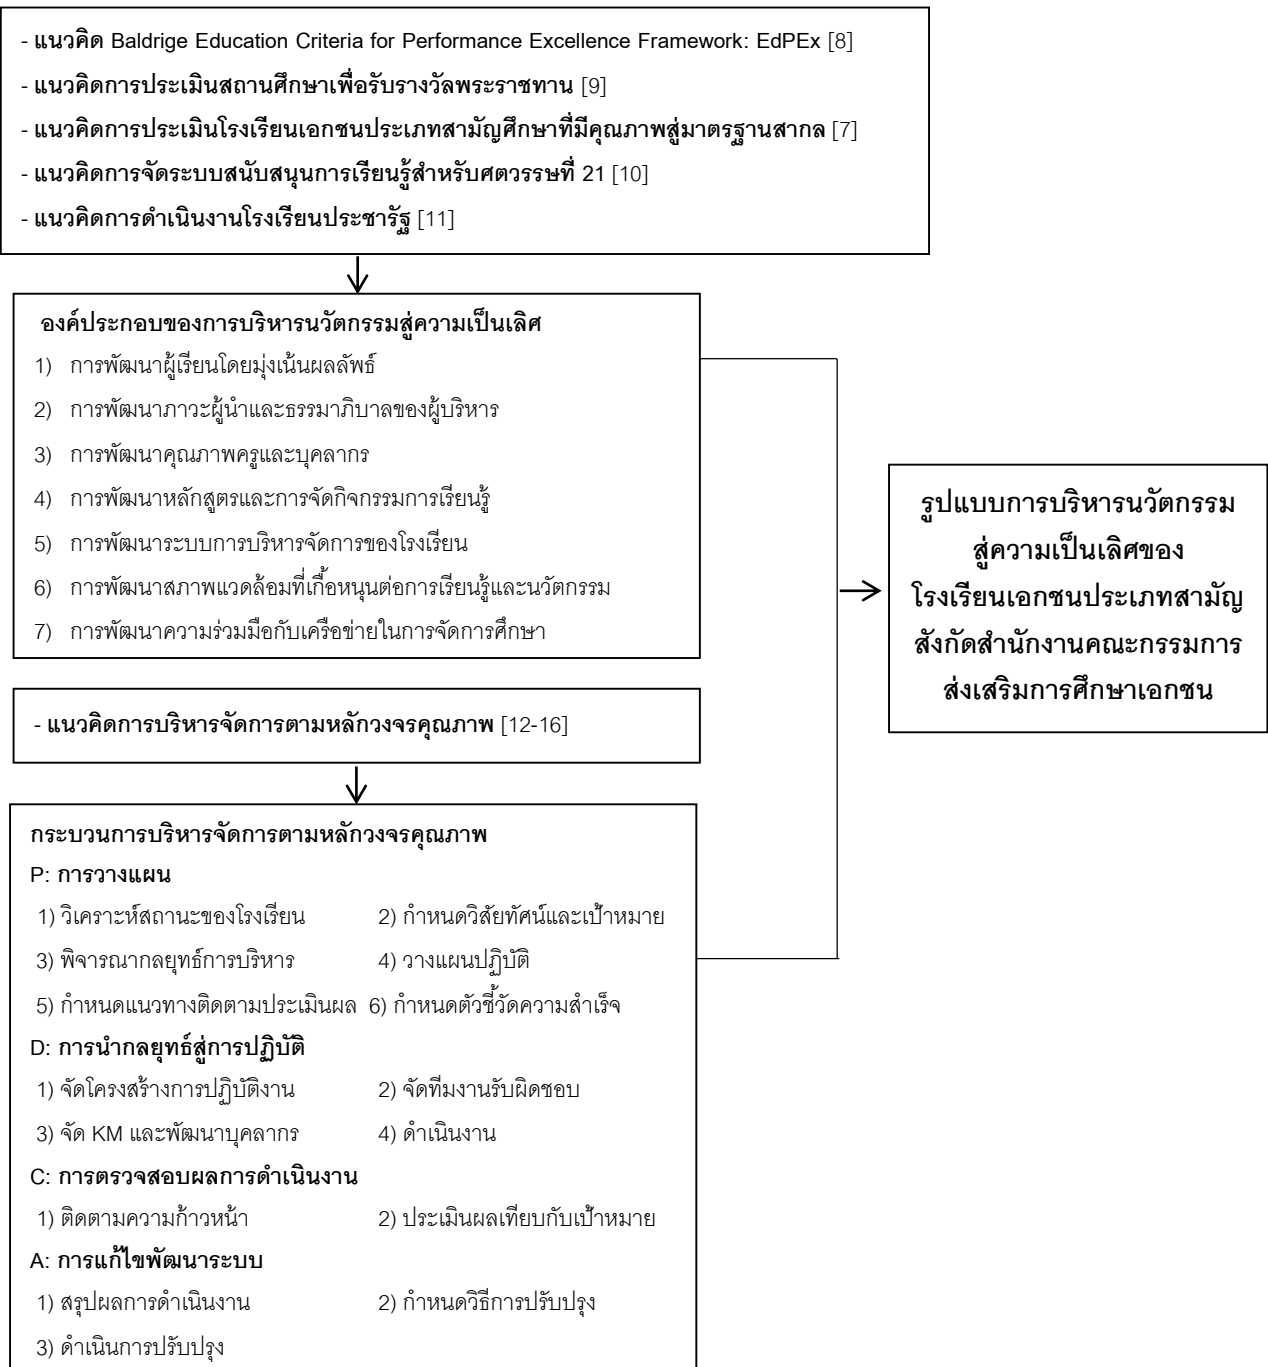 - แนวคิด Baldrige Education Criteria for Performance Excellence Framework: EdPEx [8]
- แนวคิดการประเมินสถานศึกษาเพื่อรับรางวัลพระราชทาน [9]
- แนวคิดการประเมินโรงเรียนเอกชนประเภทสามัญศึกษาที่มีคุณภาพสู่มาตรฐานสากล [7]
- แนวคิดการจัดระบบสนับสนุนการเรียนรู้สำหรับศตวรรษที่ 21 [10]
- แนวคิดการดำเนินงานโรงเรียนประชารัฐ [11]
องค์ประกอบของการบริหารนวัตกรรมสู่ความเป็นเลิศ
1) การพัฒนาผู้เรียนโดยมุ่งเน้นผลลัพธ์
2) การพัฒนาภาวะผู้นำและธรรมาภิบาลของผู้บริหาร
3) การพัฒนาคุณภาพครูและบุคลากร
4) การพัฒนาหลักสูตรและการจัดกิจกรรมการเรียนรู้
5) การพัฒนาระบบการบริหารจัดการของโรงเรียน
6) การพัฒนาสภาพแวดล้อมที่เกื้อหนุนต่อการเรียนรู้และนวัตกรรม
7) การพัฒนาความร่วมมือกับเครือข่ายในการจัดการศึกษา
- แนวคิดการบริหารจัดการตามหลักวงจรคุณภาพ [12-16]
กระบวนการบริหารจัดการตามหลักวงจรคุณภาพ
P: การวางแผน
1) วิเคราะห์สถานะของโรงเรียน 2) กำหนดวิสัยทัศน์และเป้าหมาย
3) พิจารณากลยุทธ์การบริหาร 4) วางแผนปฏิบัติ
5) กำหนดแนวทางติดตามประเมินผล 6) กำหนดตัวชี้วัดความสำเร็จ
D: การนำกลยุทธ์สู่การปฏิบัติ
1) จัดโครงสร้างการปฏิบัติงาน 2) จัดทีมงานรับผิดชอบ
3) จัด KM และพัฒนาบุคลากร 4) ดำเนินงาน
C: การตรวจสอบผลการดำเนินงาน
1) ติดตามความก้าวหน้า 2) ประเมินผลเทียบกับเป้าหมาย
A: การแก้ไขพัฒนาระบบ
1) สรุปผลการดำเนินงาน 2) กำหนดวิธีการปรับปรุง
3) ดำเนินการปรับปรุง
รูปแบบการบริหารนวัตกรรม
สู่ความเป็นเลิศของ
โรงเรียนเอกชนประเภทสามัญ
สังกัดสำนักงานคณะกรรมการ
ส่งเสริมการศึกษาเอกชน